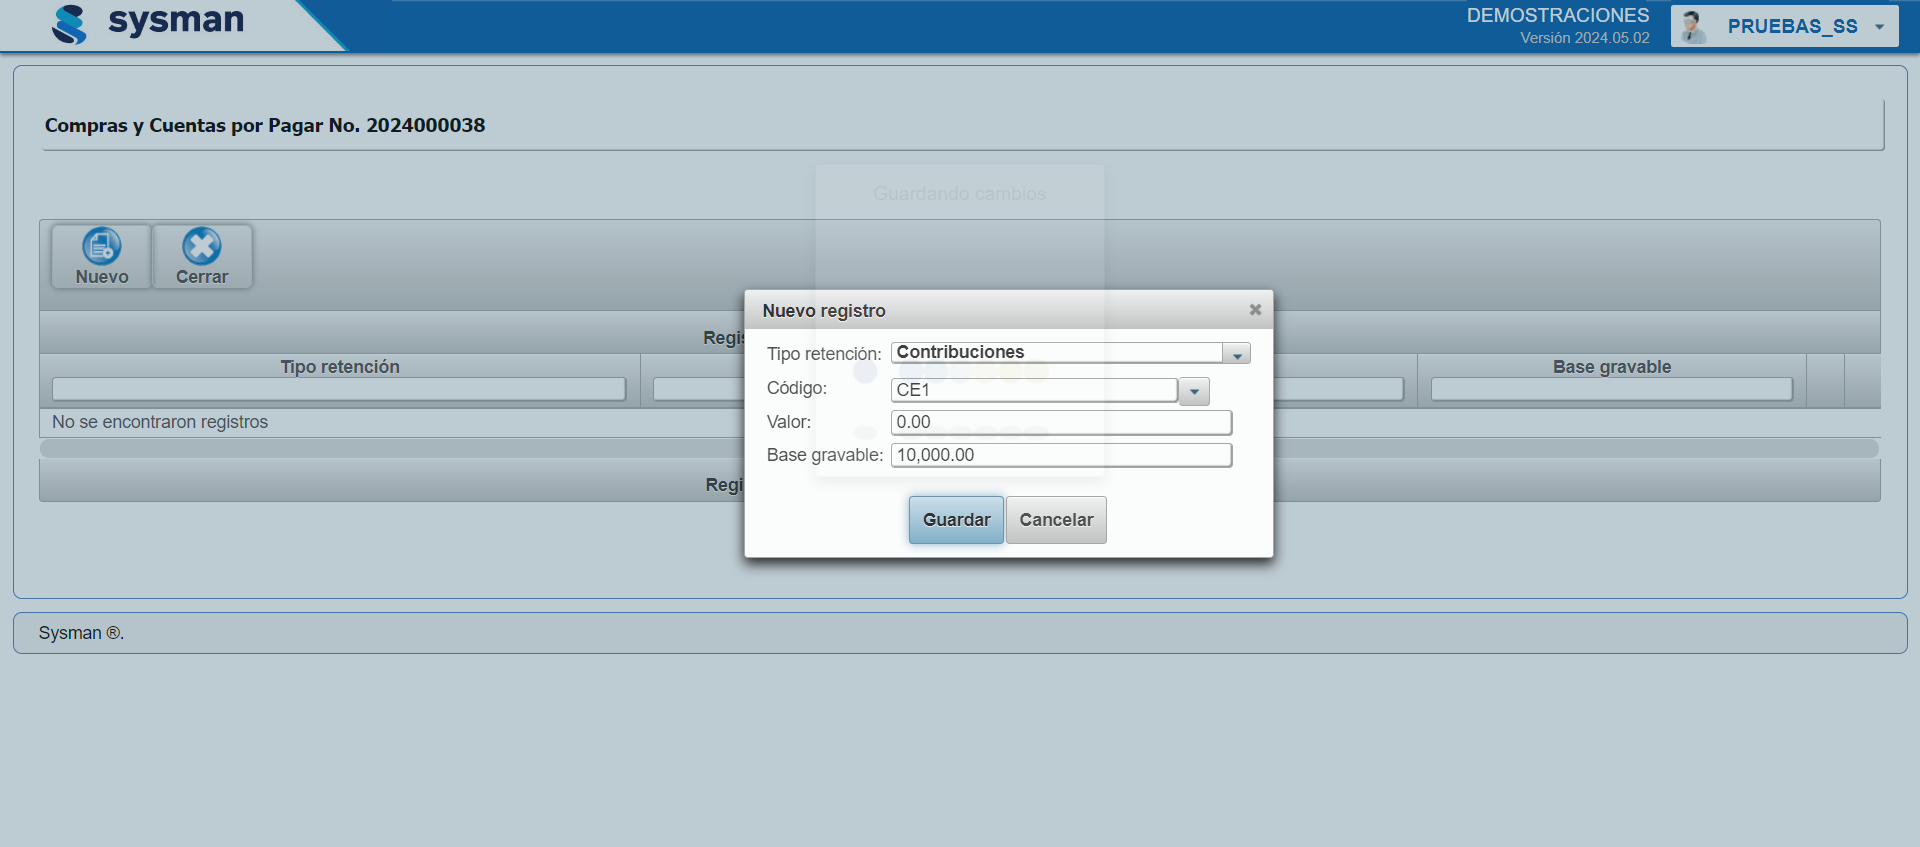 sysman
DEMOSTRACIONES
Versión 2024.05.02
PRUEBAS_SS
Compras y Cuentas por Pagar No. 2024000038
Guardando cambios
Nuevo
Cerrar
Nuevo registro
Tipo retención: Contribuciones
Código: CE1
Valor: 0.00
Base gravable: 10,000.00
Guardar Cancelar
Regis
Tipo retención
Base gravable
No se encontraron registros
Regi
Sysman ®.